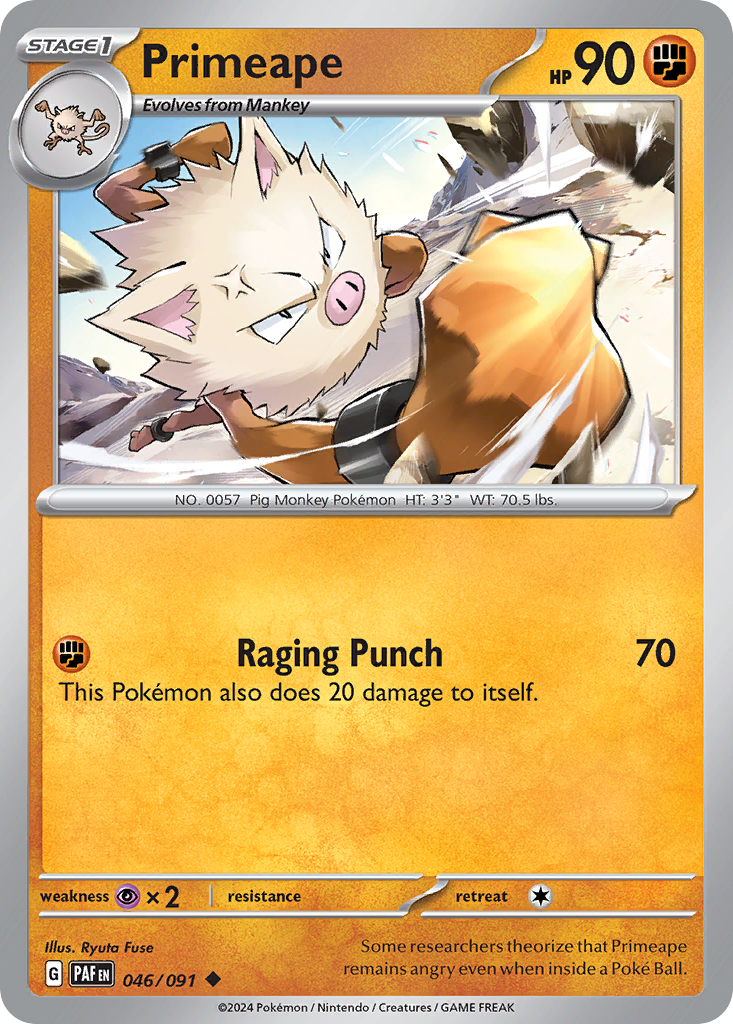 STAGE 1
Primeape
HP 90
Evolves from Mankey
NO. 0057 Pig Monkey Pokémon HT: 3'3" WT: 70.5 lbs.
Raging Punch 70
This Pokémon also does 20 damage to itself.
weakness ×2 resistance retreat
Illus. Ryuta Fuse
Some researchers theorize that Primeape
remains angry even when inside a Poké Ball.
G PAF EN 046/091
©2024 Pokémon / Nintendo / Creatures / GAME FREAK